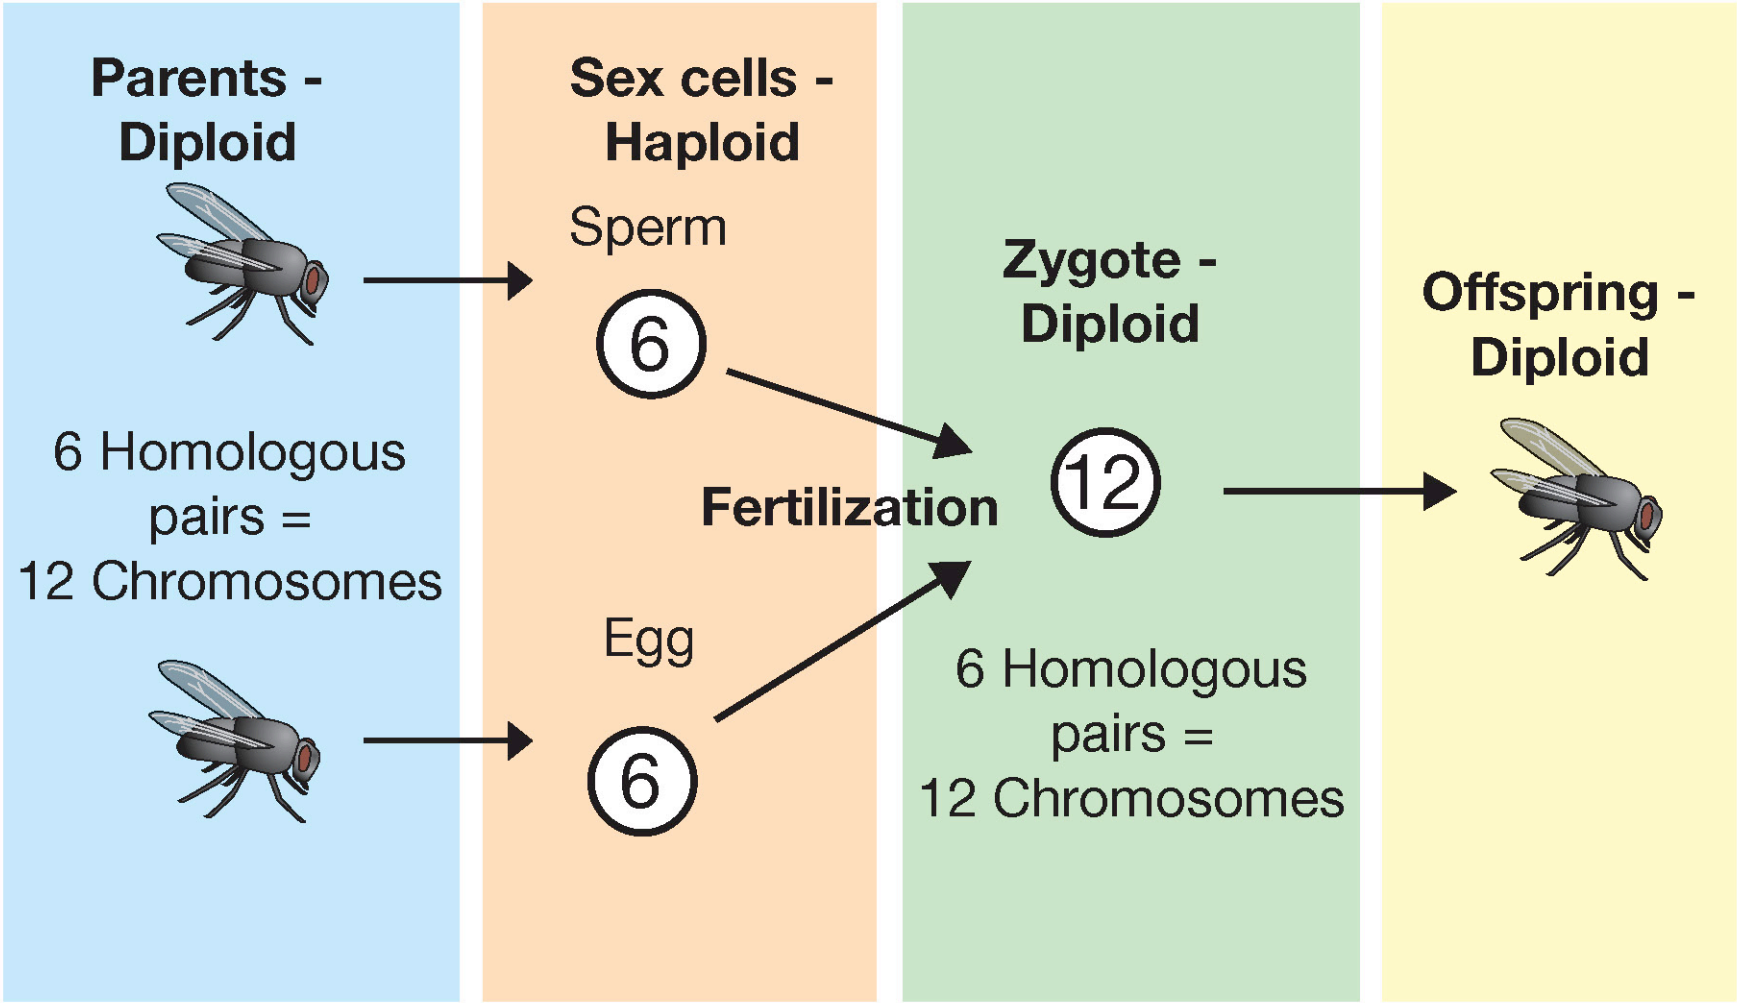 Parents -
Diploid
6 Homologous
pairs =
12 Chromosomes
Sex cells -
Haploid
Sperm
6
Fertilization
Egg
6
Zygote -
Diploid
12
6 Homologous
pairs =
12 Chromosomes
Offspring -
Diploid